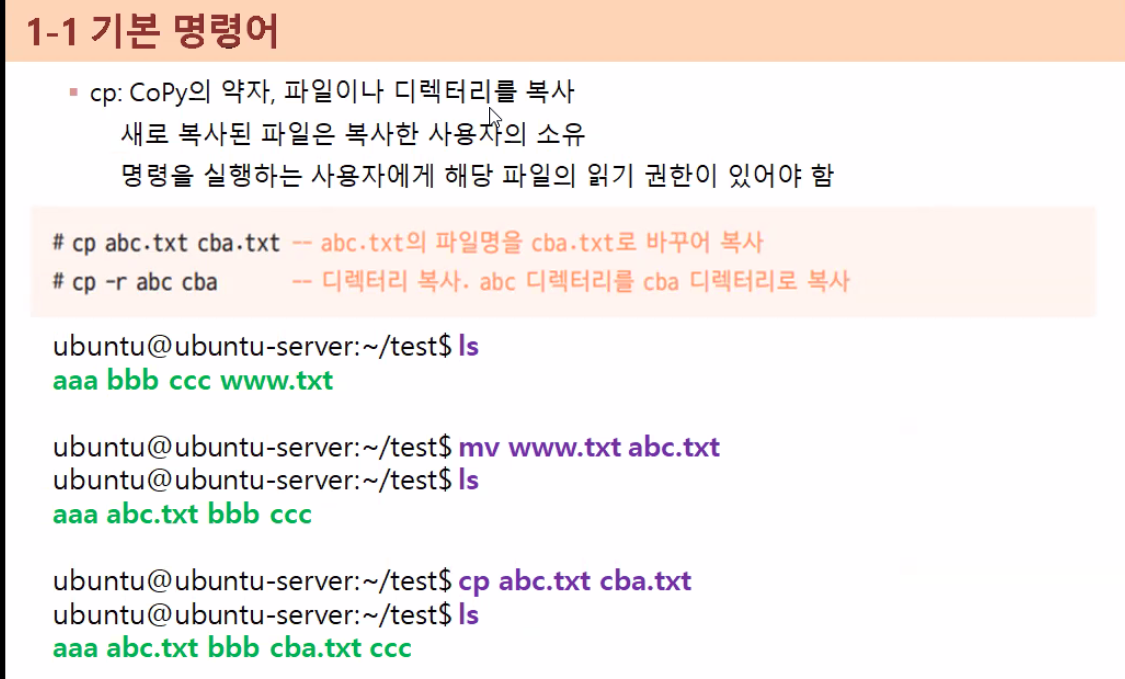 1-1 기본 명령어
▪ cp: CoPy의 약자, 파일이나 디렉터리를 복사
새로 복사된 파일은 복사한 사용자의 소유
명령을 실행하는 사용자에게 해당 파일의 읽기 권한이 있어야 함
# cp abc.txt cba.txt -- abc.txt의 파일명을 cba.txt로 바꾸어 복사
# cp -r abc cba -- 디렉터리 복사. abc 디렉터리를 cba 디렉터리로 복사
ubuntu@ubuntu-server:~/test$ ls
aaa bbb ccc www.txt
ubuntu@ubuntu-server:~/test$ mv www.txt abc.txt
ubuntu@ubuntu-server:~/test$ ls
aaa abc.txt bbb ccc
ubuntu@ubuntu-server:~/test$ cp abc.txt cba.txt
ubuntu@ubuntu-server:~/test$ ls
aaa abc.txt bbb cba.txt ccc